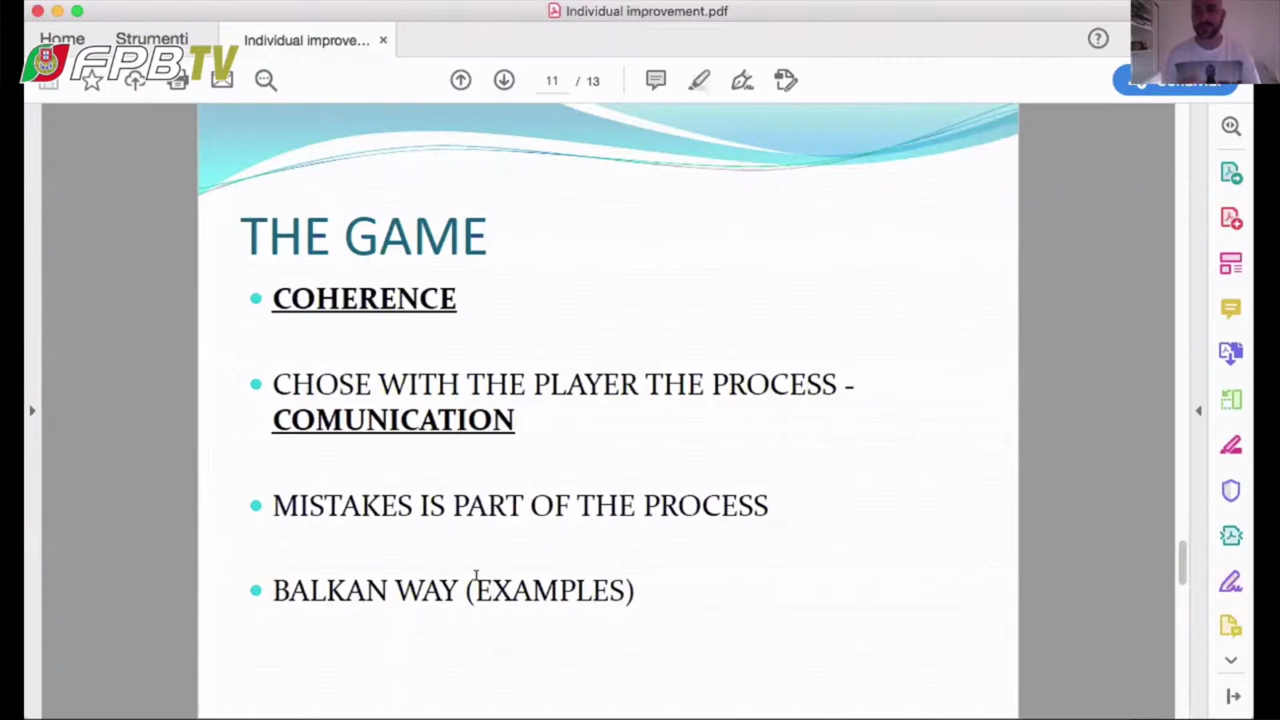 Individual improvement.pdf
Home
Strumenti
Individual improve... ×
FPBTV
11 / 13
THE GAME
• COHERENCE
• CHOSE WITH THE PLAYER THE PROCESS -
COMUNICATION
• MISTAKES IS PART OF THE PROCESS
• BALKAN WAY (EXAMPLES)